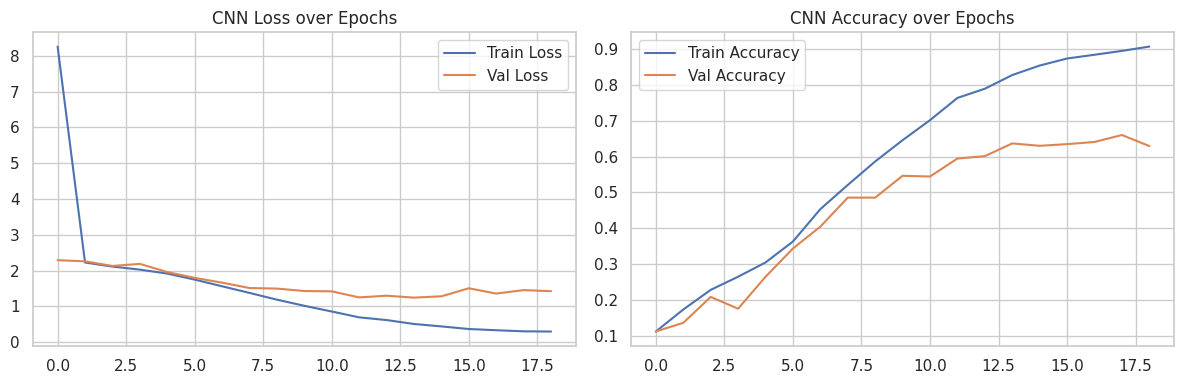 CNN Loss over Epochs
8
7
6
5
4
3
2
1
0
0.0 2.5 5.0 7.5 10.0 12.5 15.0 17.5
Train Loss
Val Loss
CNN Accuracy over Epochs
0.9
0.8
0.7
0.6
0.5
0.4
0.3
0.2
0.1
0.0 2.5 5.0 7.5 10.0 12.5 15.0 17.5
Train Accuracy
Val Accuracy